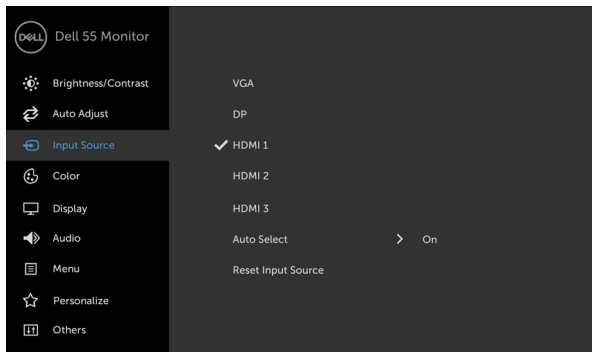 DELL Dell 55 Monitor
Brightness/Contrast
Auto Adjust
Input Source
Color
Display
Audio
Menu
Personalize
Others
VGA
DP
HDMI 1
HDMI 2
HDMI 3
Auto Select On
Reset Input Source